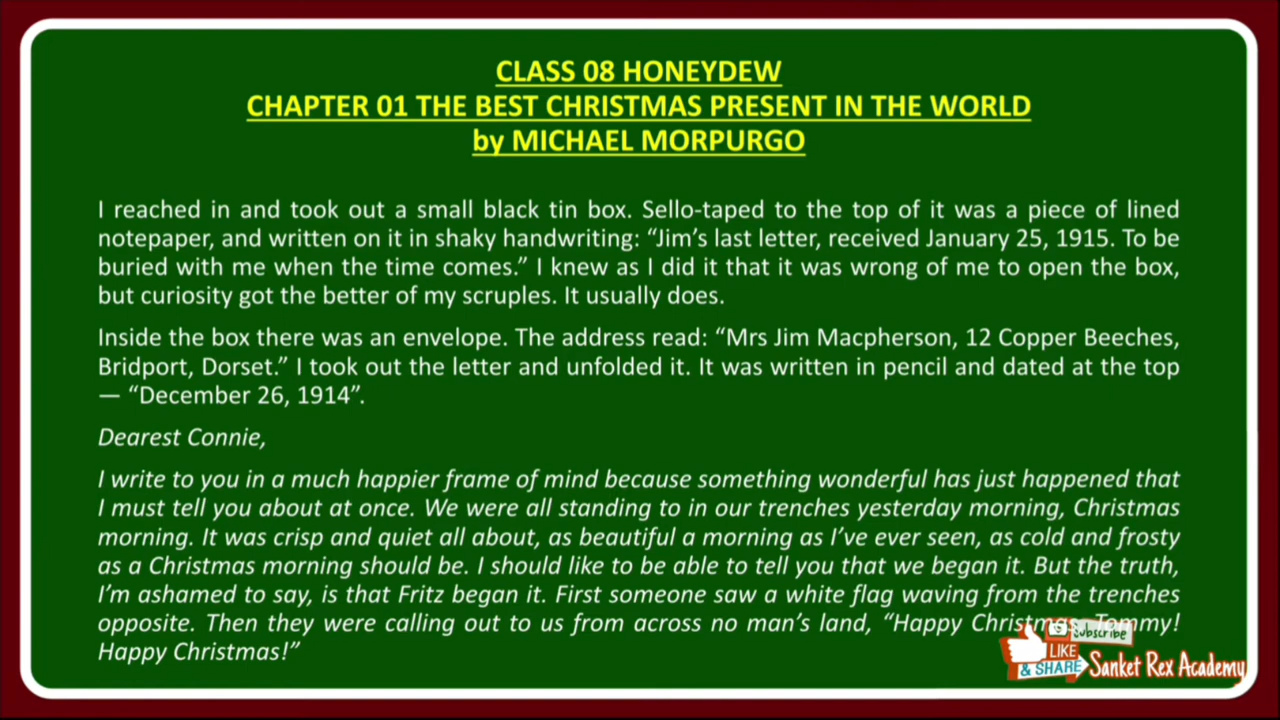 CLASS 08 HONEYDEW
CHAPTER 01 THE BEST CHRISTMAS PRESENT IN THE WORLD
by MICHAEL MORPURGO
I reached in and took out a small black tin box. Sello-taped to the top of it was a piece of lined
notepaper, and written on it in shaky handwriting: “Jim’s last letter, received January 25, 1915. To be
buried with me when the time comes.” I knew as I did it that it was wrong of me to open the box,
but curiosity got the better of my scruples. It usually does.
Inside the box there was an envelope. The address read: “Mrs Jim Macpherson, 12 Copper Beeches,
Bridport, Dorset.” I took out the letter and unfolded it. It was written in pencil and dated at the top
— “December 26, 1914”.
Dearest Connie,
I write to you in a much happier frame of mind because something wonderful has just happened that
I must tell you about at once. We were all standing to in our trenches yesterday morning, Christmas
morning. It was crisp and quiet all about, as beautiful a morning as I’ve ever seen, as cold and frosty
as a Christmas morning should be. I should like to be able to tell you that we began it. But the truth,
I’m ashamed to say, is that Fritz began it. First someone saw a white flag waving from the trenches
opposite. Then they were calling out to us from across no man’s land, “Happy Christmas, Tommy!
Happy Christmas!”
Subscribe
LIKE
& SHARE
Sanket Rex Academy